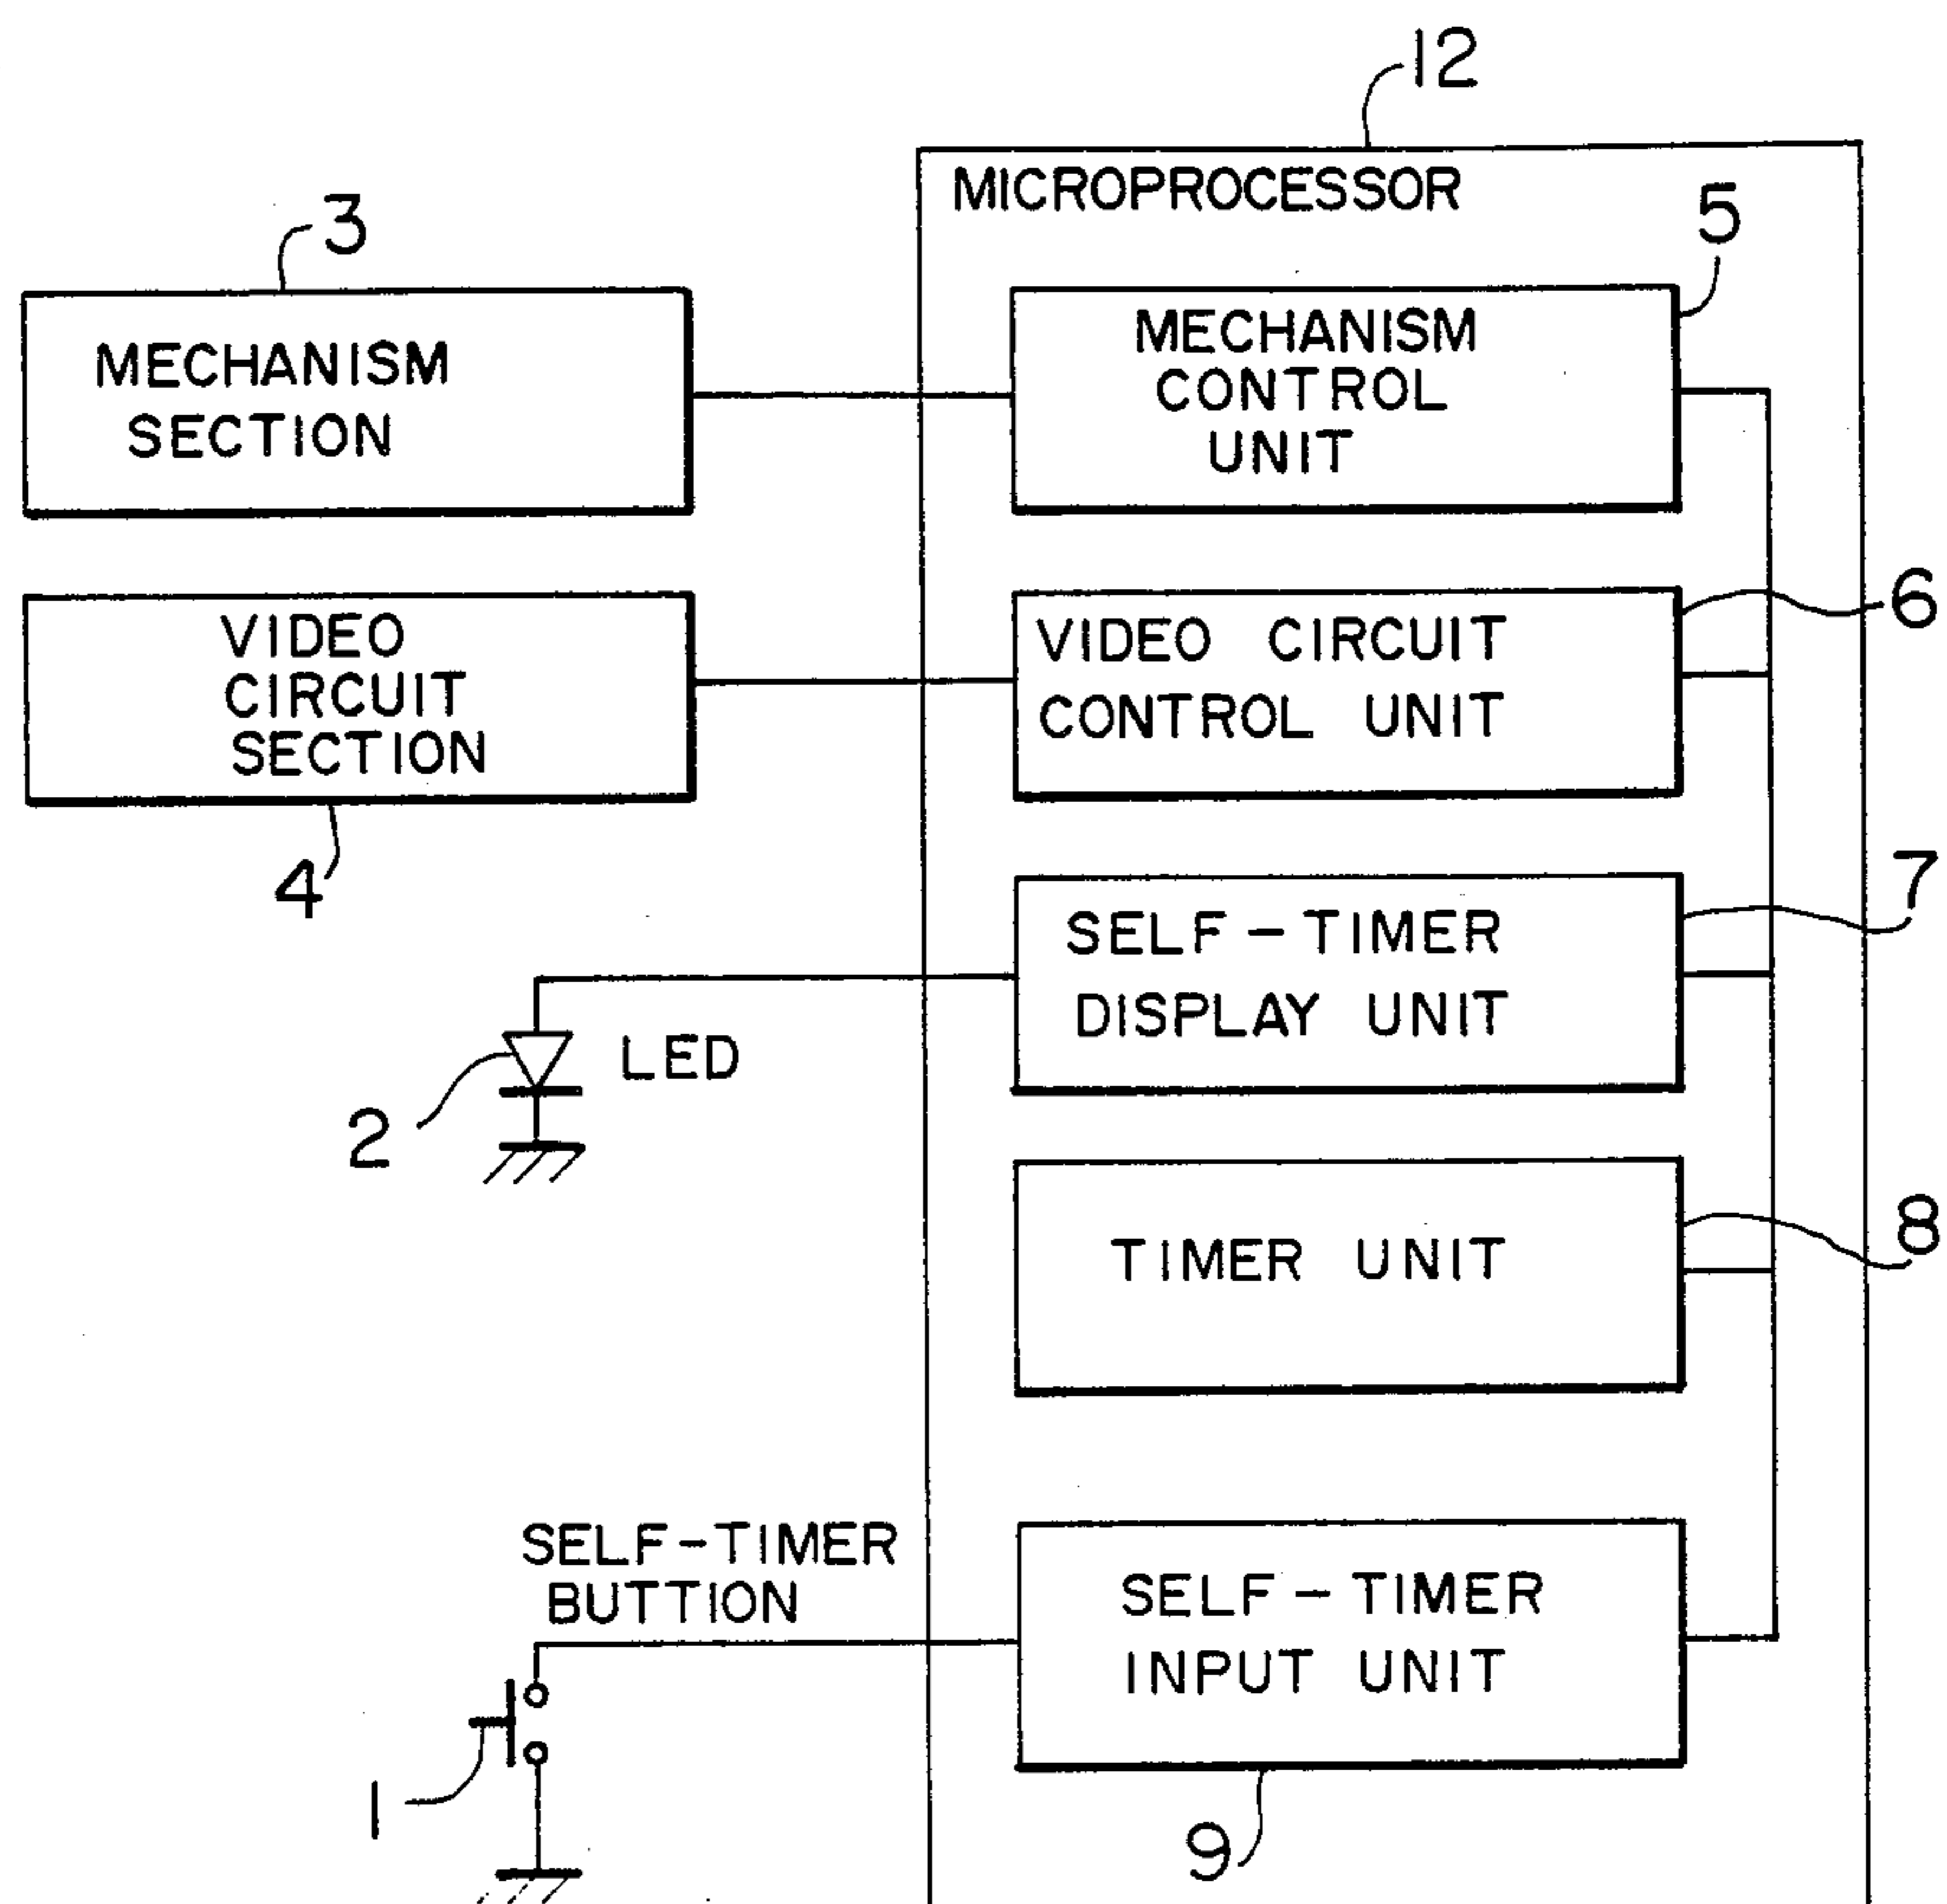 12
MICROPROCESSOR
3
5
MECHANISM
SECTION
MECHANISM
CONTROL
UNIT
6
VIDEO
CIRCUIT
SECTION
VIDEO CIRCUIT
CONTROL UNIT
4
7
SELF-TIMER
DISPLAY UNIT
LED
2
8
TIMER UNIT
SELF-TIMER
BUTTION
SELF-TIMER
INPUT UNIT
1
9